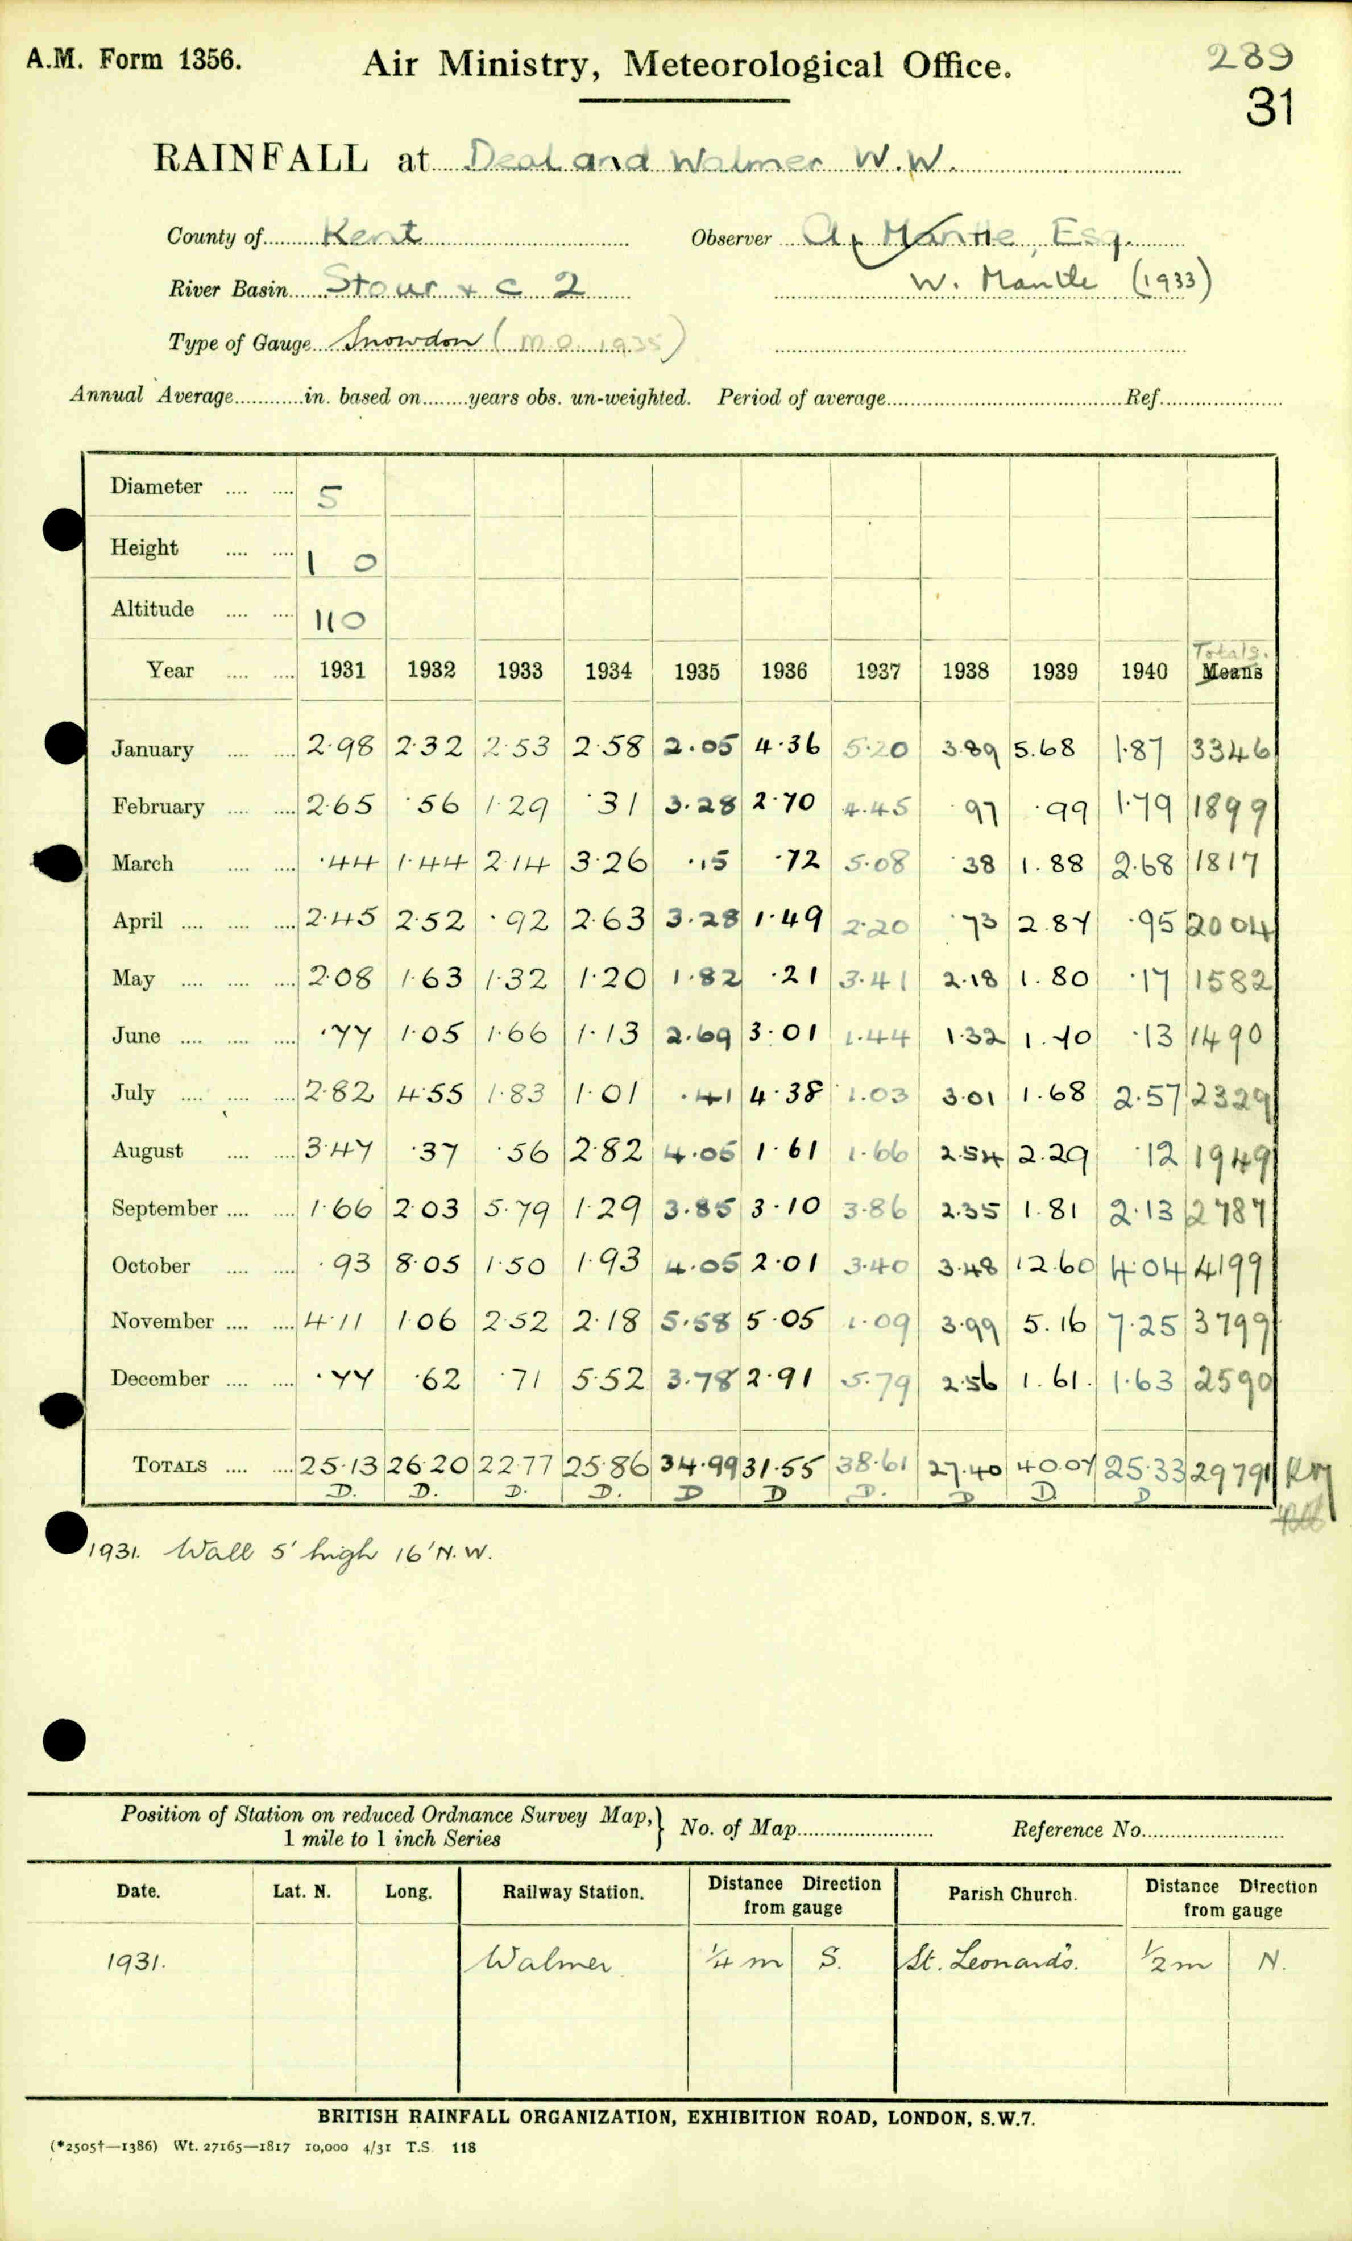 A.M. Form 1356.
Air Ministry, Meteorological Office.
289
31
RAINFALL at Deal and Walmer W.W.
County of Kent Observer A. Mantle, Esq.
River Basin Stour & C 2 W. Mantle (1933)
Type of Gauge Snowdon (M.O. 1935)
Annual Average in. based on years obs. un-weighted. Period of average Ref.
Diameter 5
Height 1 0
Altitude 110
Totals.
Year 1931 1932 1933 1934 1935 1936 1937 1938 1939 1940 Means
January 2.98 2.32 2.53 2.58 2.05 4.36 5.20 3.89 5.68 1.87 3346
February 2.65 .56 1.29 .31 3.28 2.70 4.45 .97 .99 1.79 1899
March .44 1.44 2.14 3.26 .15 .72 5.08 .38 1.88 2.68 1817
April 2.45 2.52 .92 2.63 3.28 1.49 2.20 .73 2.87 .95 2004
May 2.08 1.63 1.32 1.20 1.82 .21 3.41 2.18 1.80 .17 1582
June .77 1.05 1.66 1.13 2.69 3.01 1.44 1.32 1.70 .13 1490
July 2.82 4.55 1.83 1.01 .41 4.38 1.03 3.01 1.68 2.57 2329
August 3.47 .37 .56 2.82 4.05 1.61 1.66 2.54 2.29 .12 1949
September 1.66 2.03 5.79 1.29 3.85 3.10 3.86 2.35 1.81 2.13 2787
October .93 8.05 1.50 1.93 4.05 2.01 3.40 3.48 12.60 4.04 4199
November 4.11 1.06 2.52 2.18 5.58 5.05 1.09 3.99 5.16 7.25 3799
December .77 .62 .71 5.52 3.78 2.91 5.79 2.56 1.61 1.63 2590
TOTALS 25.13 26.20 22.77 25.86 34.99 31.55 38.61 27.40 40.07 25.33 29791
D. D. D. D. D D D. D D D
1931. Wall 5' high 16' N.W.
Position of Station on reduced Ordnance Survey Map, 1 mile to 1 inch Series } No. of Map Reference No.
Date. Lat. N. Long. Railway Station. Distance Direction from gauge Parish Church. Distance Direction from gauge
1931. Walmer 1/4 m S. St. Leonard's. 1/2 m N.
BRITISH RAINFALL ORGANIZATION, EXHIBITION ROAD, LONDON, S.W.7.
(*2505†—1386) Wt. 27165—1817 10,000 4/31 T.S. 118